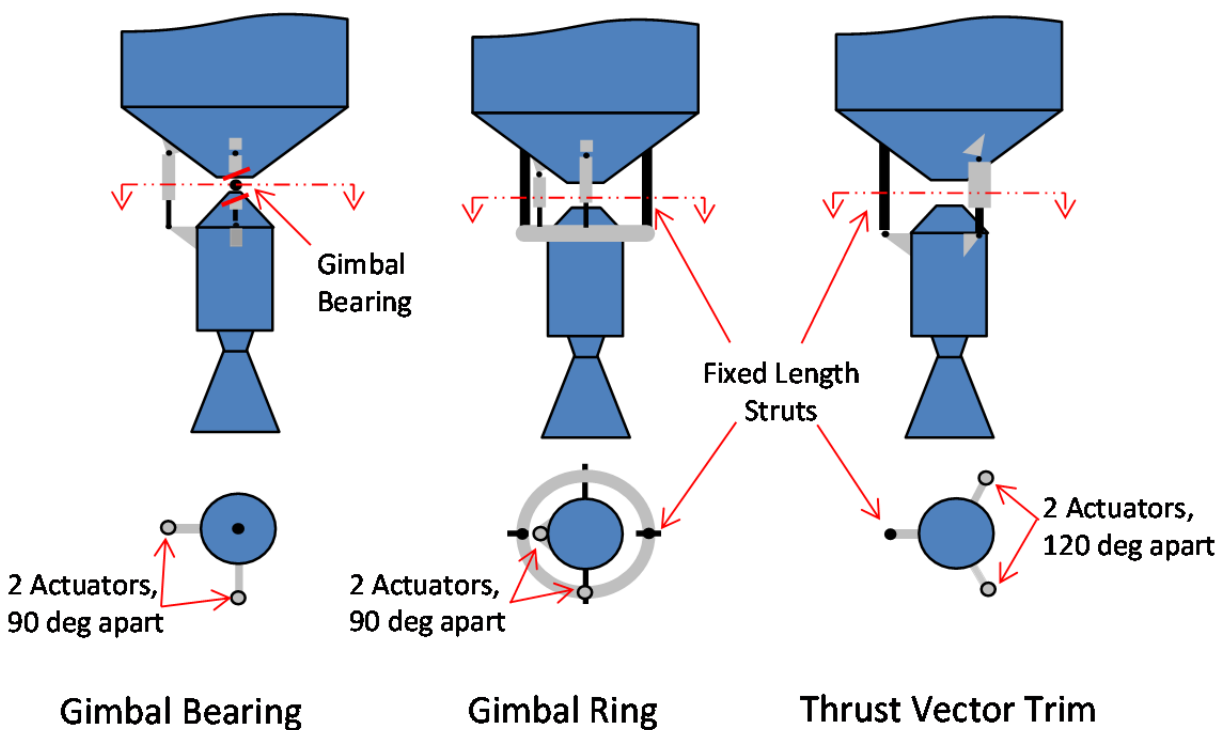 Gimbal
Bearing
Fixed Length
Struts
2 Actuators,
90 deg apart
2 Actuators,
90 deg apart
2 Actuators,
120 deg apart
Gimbal Bearing
Gimbal Ring
Thrust Vector Trim